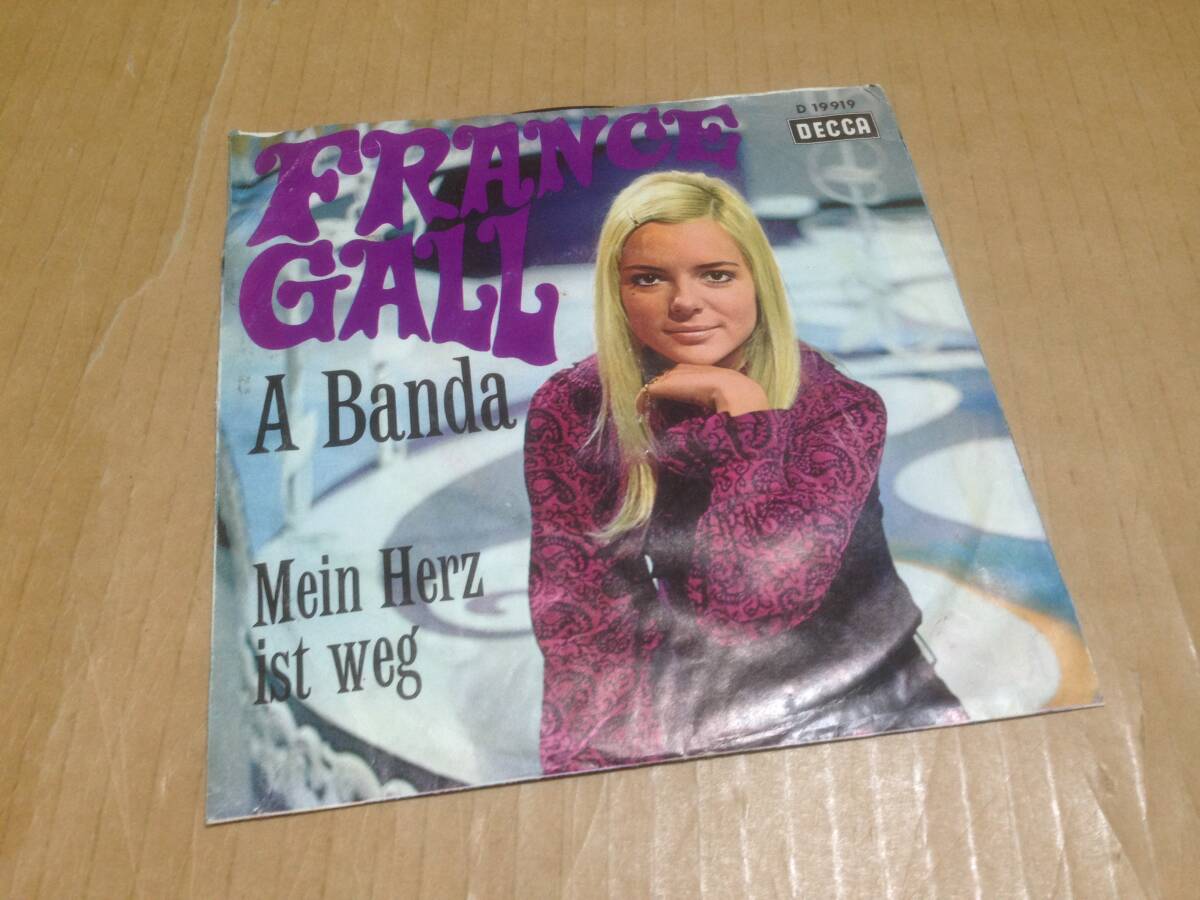 D 19919
DECCA
FRANCE
GALL
A Banda
Mein Herz
ist weg